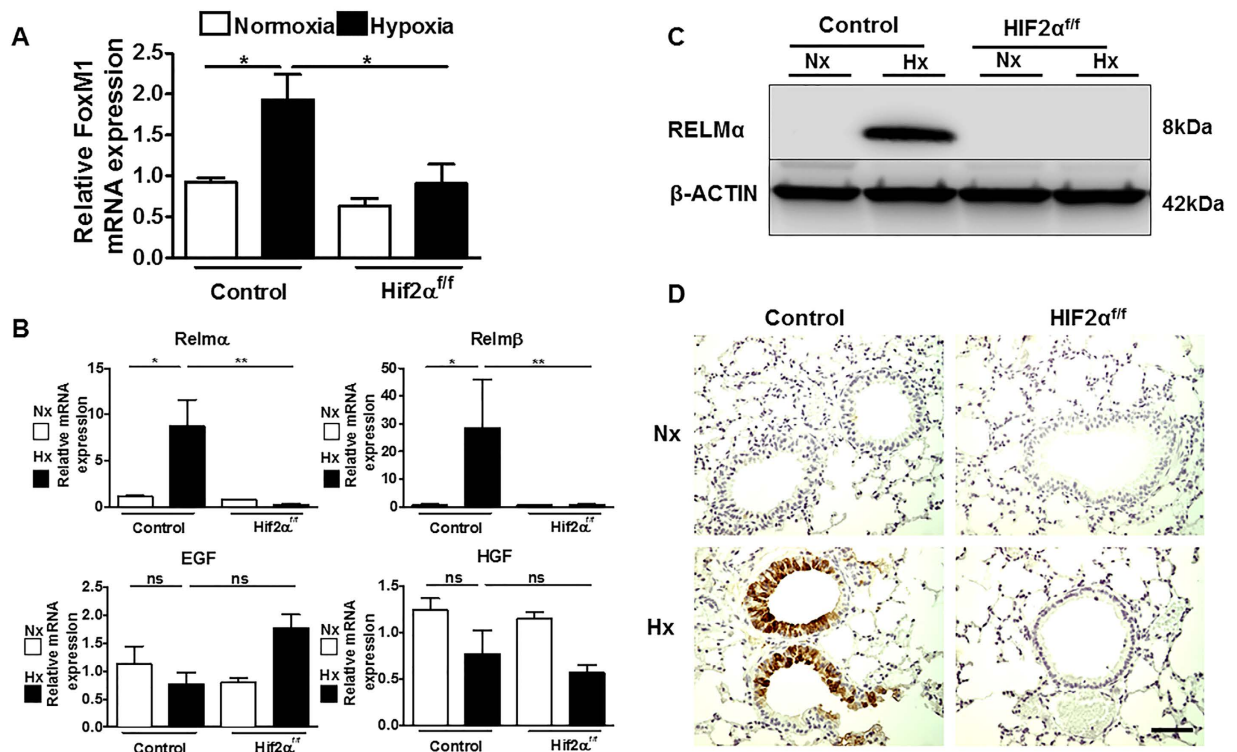 A
Normoxia Hypoxia
Relative FoxM1
mRNA expression
2.5
2.0
1.5
1.0
0.5
0.0
*
*
Control
Hif2α^f/f
B
Relmα
Nx
Hx
Relative mRNA
expression
15
10
5
0
*
**
Control
Hif2α^f/f
Relmβ
Nx
Hx
Relative mRNA
expression
50
40
30
20
10
0
*
**
Control
Hif2α^f/f
EGF
Nx
Hx
Relative mRNA
expression
2.5
2.0
1.5
1.0
0.5
0.0
ns
ns
Control
Hif2α^f/f
HGF
Nx
Hx
Relative mRNA
expression
1.5
1.0
0.5
0.0
ns
ns
Control
Hif2α^f/f
C
Control HIF2α^f/f
Nx Hx Nx Hx
RELMα 8kDa
β-ACTIN 42kDa
D
Control HIF2α^f/f
Nx
Hx